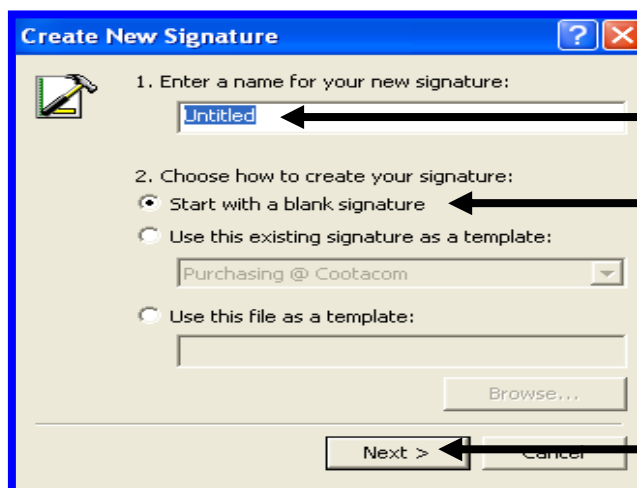 Create New Signature
1. Enter a name for your new signature:
Untitled
2. Choose how to create your signature:
Start with a blank signature
Use this existing signature as a template:
Purchasing @ Cootacom
Use this file as a template:
Browse...
Next > Cancel